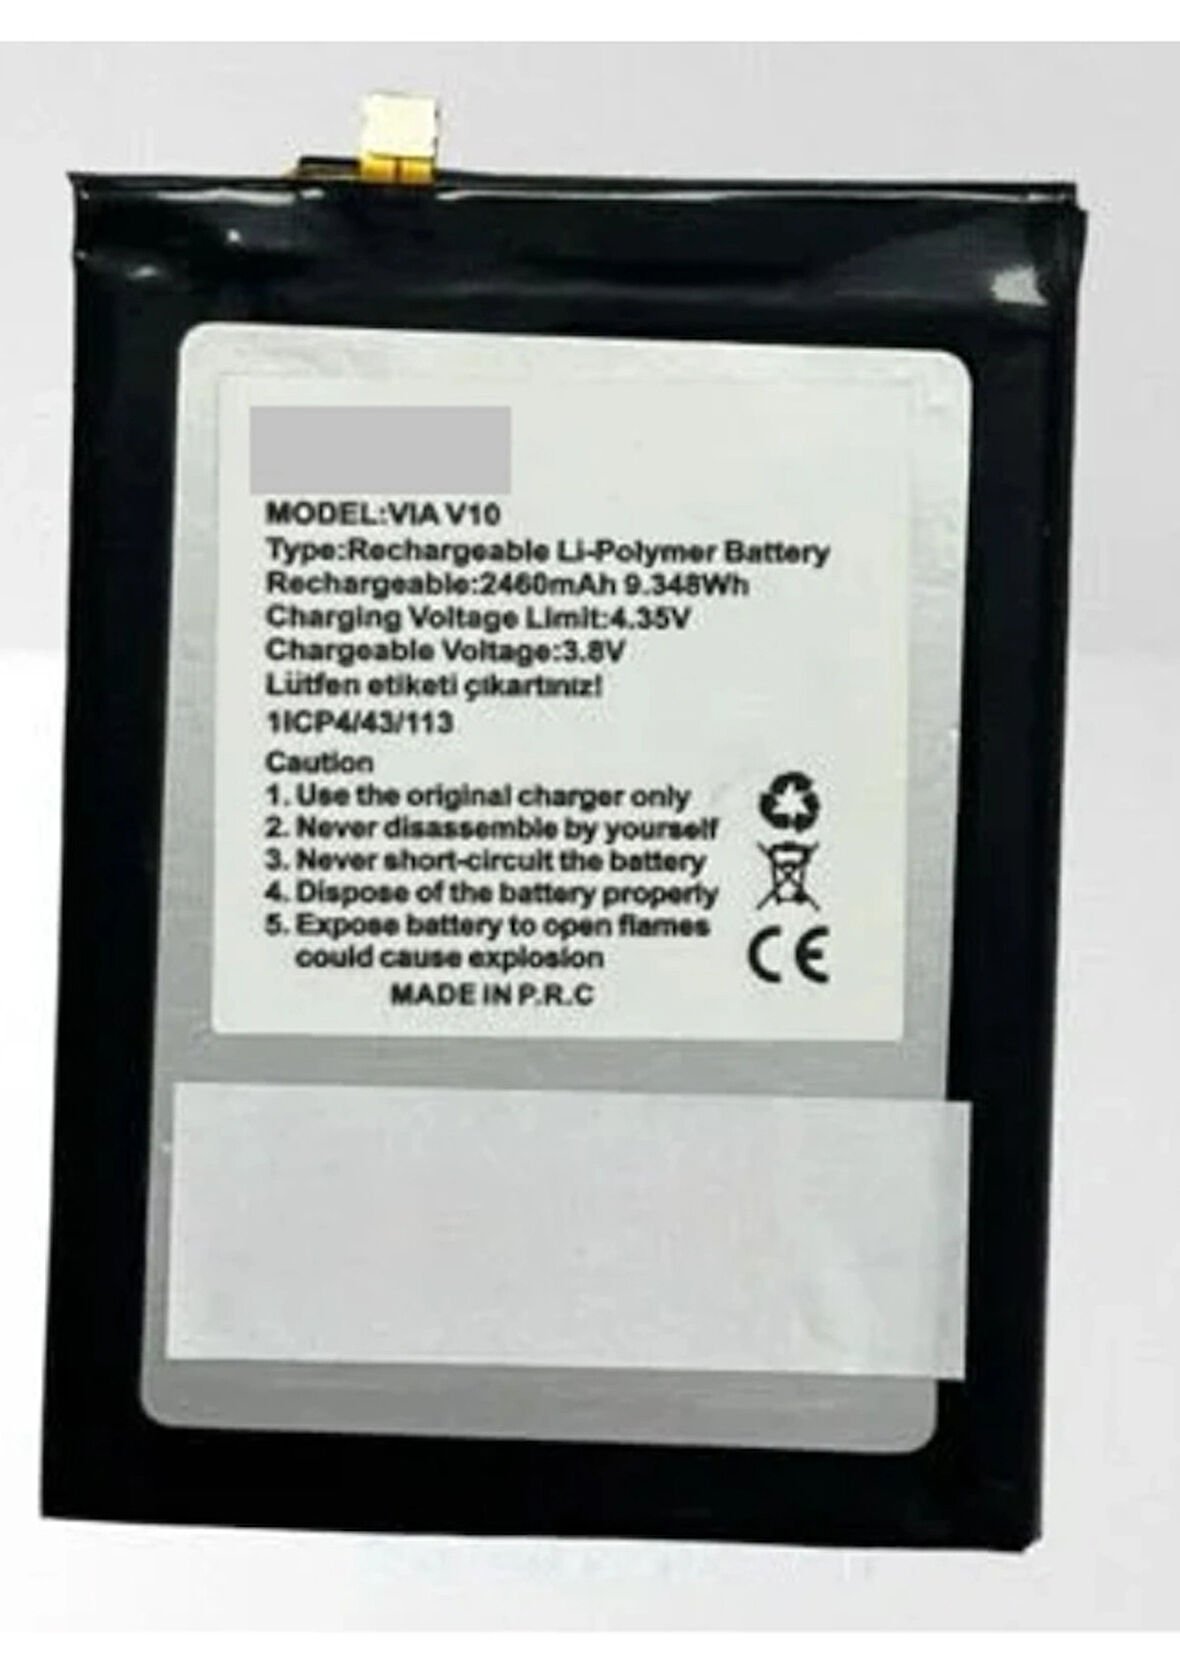 MODEL:VIA V10
Type:Rechargeable Li-Polymer Battery
Rechargeable:2460mAh 9.348Wh
Charging Voltage Limit:4.35V
Chargeable Voltage:3.8V
Lütfen etiketi çıkartınız!
1ICP4/43/113
Caution
1. Use the original charger only
2. Never disassemble by yourself
3. Never short-circuit the battery
4. Dispose of the battery properly
5. Expose battery to open flames
could cause explosion
CE
MADE IN P.R.C